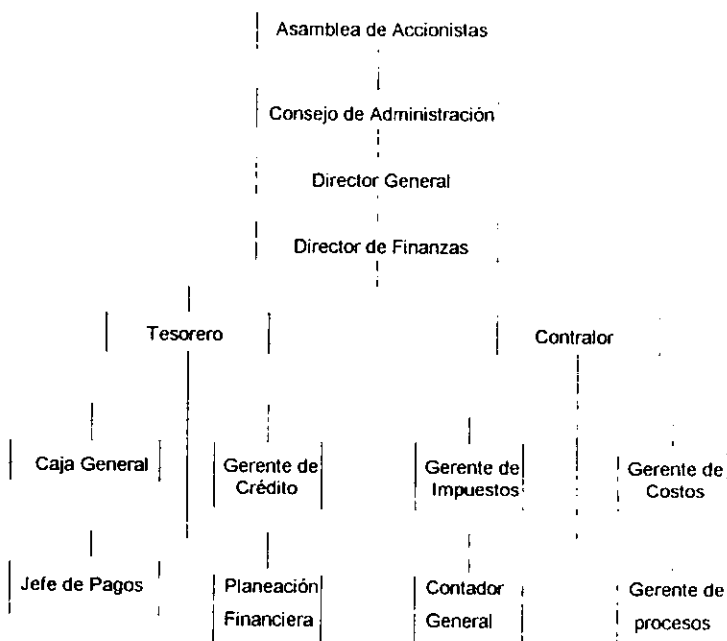 Asamblea de Accionistas
Consejo de Administración
Director General
Director de Finanzas
Tesorero
Contralor
Caja General
Gerente de
Crédito
Gerente de
Impuestos
Gerente de
Costos
Jefe de Pagos
Planeación
Financiera
Contador
General
Gerente de
procesos